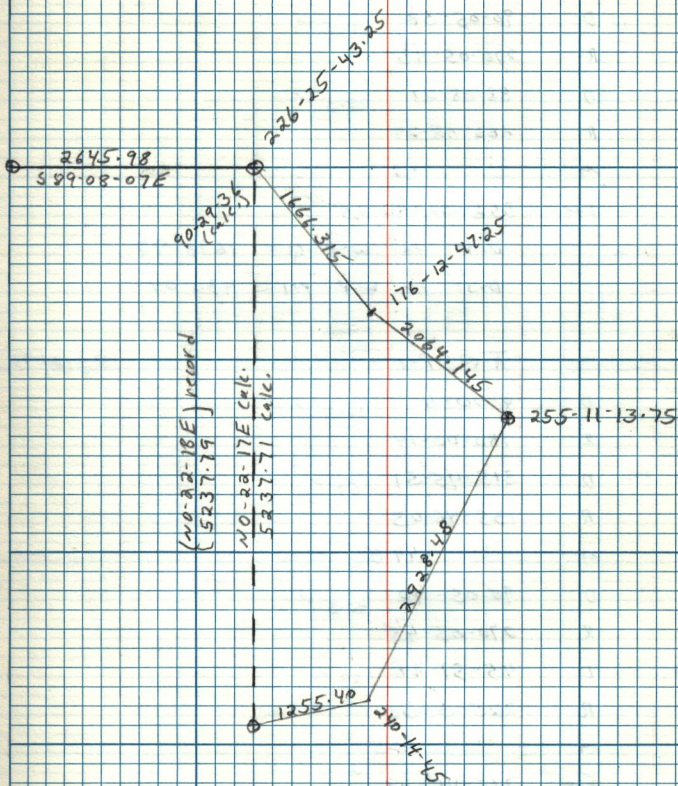 226-25-43.25
2645.98
S 89-08-07E
90-29-36
(calc.)
1666.315
176-12-47.25
2064.145
255-11-13.75
(N0-22-18E) record
5237.79
N0-22-17E calc.
5237.71 calc.
2928.48
1255.40
240-14-45